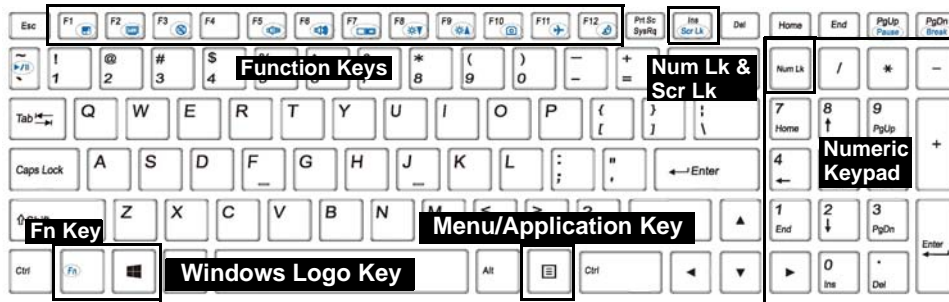 Esc F1 F2 F3 F4 F5 F6 F7 F8 F9 F10 F11 F12 Prt Sc SysRq Ins Scr Lk Del Home End PgUp Pause PgDn Break
~ ` ! 1 @ 2 # 3 $ 4 Function Keys * 8 ( 9 ) 0 — - + = Num Lk & Scr Lk Num Lk / * -
Tab Q W E R T Y U I O P { [ } ] ¦ \ 7 Home 8 ↑ 9 PgUp +
Caps Lock A S D F G H J K L : ; " ' Enter 4 ← Numeric Keypad
Fn Key Z X C V B N Menu/Application Key ▲ 1 End 2 ↓ 3 PgDn Enter
Ctrl Fn Windows Logo Key Alt Ctrl ◄ ▼ ► 0 Ins . Del